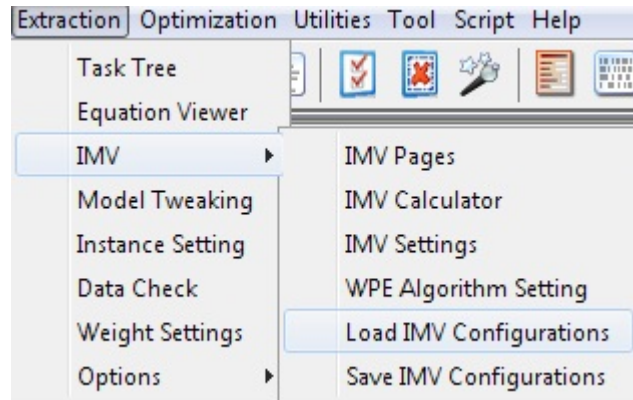 Extraction Optimization Utilities Tool Script Help
Task Tree
Equation Viewer
IMV
Model Tweaking
Instance Setting
Data Check
Weight Settings
Options
IMV Pages
IMV Calculator
IMV Settings
WPE Algorithm Setting
Load IMV Configurations
Save IMV Configurations